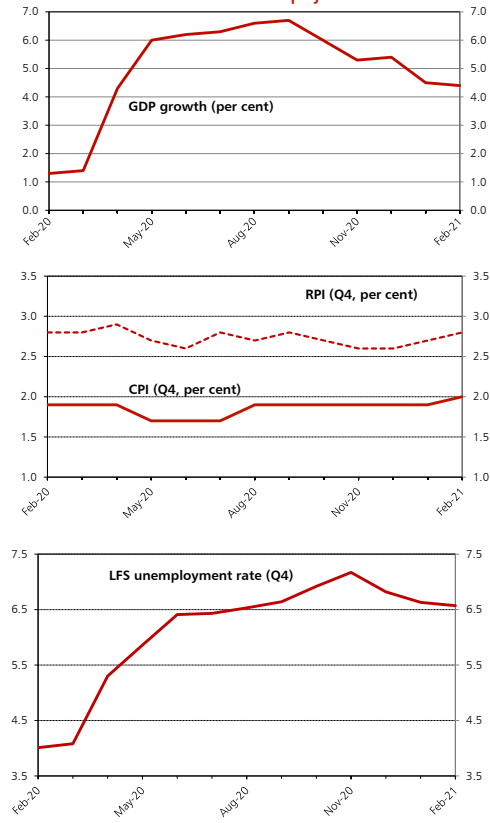 7.0 7.0
6.0 6.0
5.0 5.0
4.0 4.0
GDP growth (per cent)
3.0 3.0
2.0 2.0
1.0 1.0
0.0 0.0
Feb-20 May-20 Aug-20 Nov-20 Feb-21
3.5 3.5
RPI (Q4, per cent)
3.0 3.0
2.5 2.5
CPI (Q4, per cent)
2.0 2.0
1.5 1.5
1.0 1.0
Feb-20 May-20 Aug-20 Nov-20 Feb-21
7.5 7.5
LFS unemployment rate (Q4)
6.5 6.5
5.5 5.5
4.5 4.5
3.5 3.5
Feb-20 May-20 Aug-20 Nov-20 Feb-21